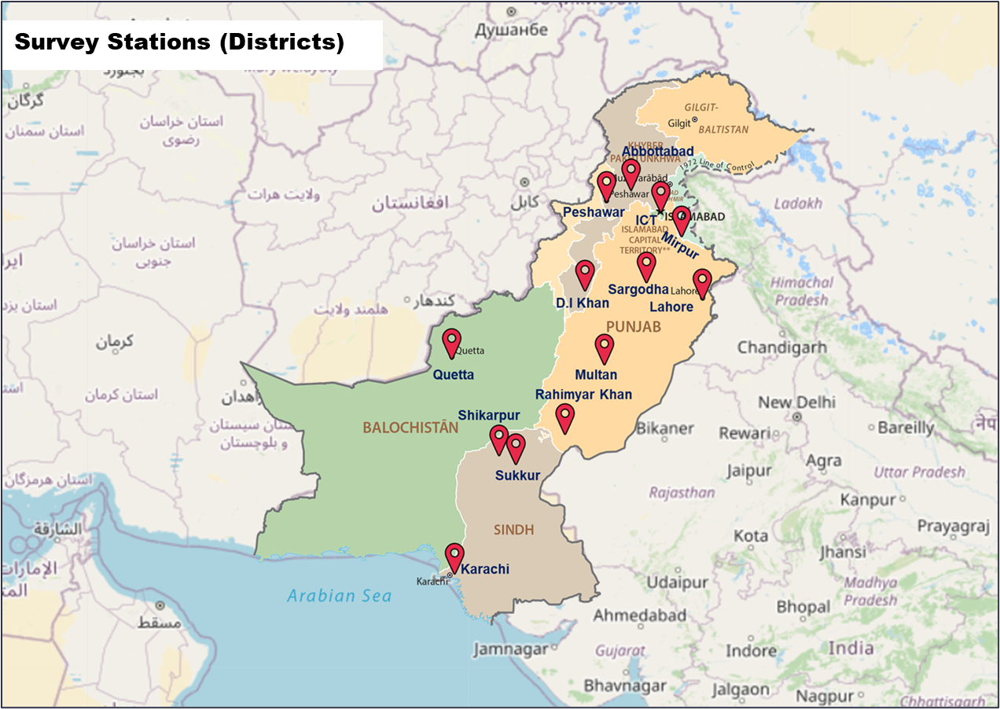 Survey Stations (Districts)
Душанбе
گرگان
استان خراسان
رضوی
استان سمنان
ولایت هرات
افغانستان
کابل
GILGIT-
Gilgit
BALTISTAN
KHYBER
Abbottabad
1972 Line of Control
Peshawar
Peshawar
ICT
Mirpur
ISLAMABAD
CAPITAL
TERRITORY**
Ladakh
استان خراسان
جنوبی
استان یزد
کندهار
هلمند ولایت
D.I Khan
Sargodha
Lahore
Lahore
Himachal
Pradesh
PUNJAB
Chandigarh
کرمان
Quetta
Quetta
Multan
Rahimyar Khan
استان کرمان
Shikarpur
BALOCHISTĀN
و بلوچستان
New Delhi
Bikaner
Rewari
Bareilly
Sukkur
Agra
Jaipur
Uttar Pradesh
استان هرمزگان
Rajasthan
Kanpur
Prayagraj
SINDH
الشارقة
Kota
Jhansi
الإمارات
Karachi
Karachi
Arabian Sea
Udaipur
Madhya
Pradesh
مسقط
Ahmedabad
Bhopal
Jamnagar
Gujarat
Indore
India
Bhavnagar
Jalgaon
Nagpur
Chhattisgarh